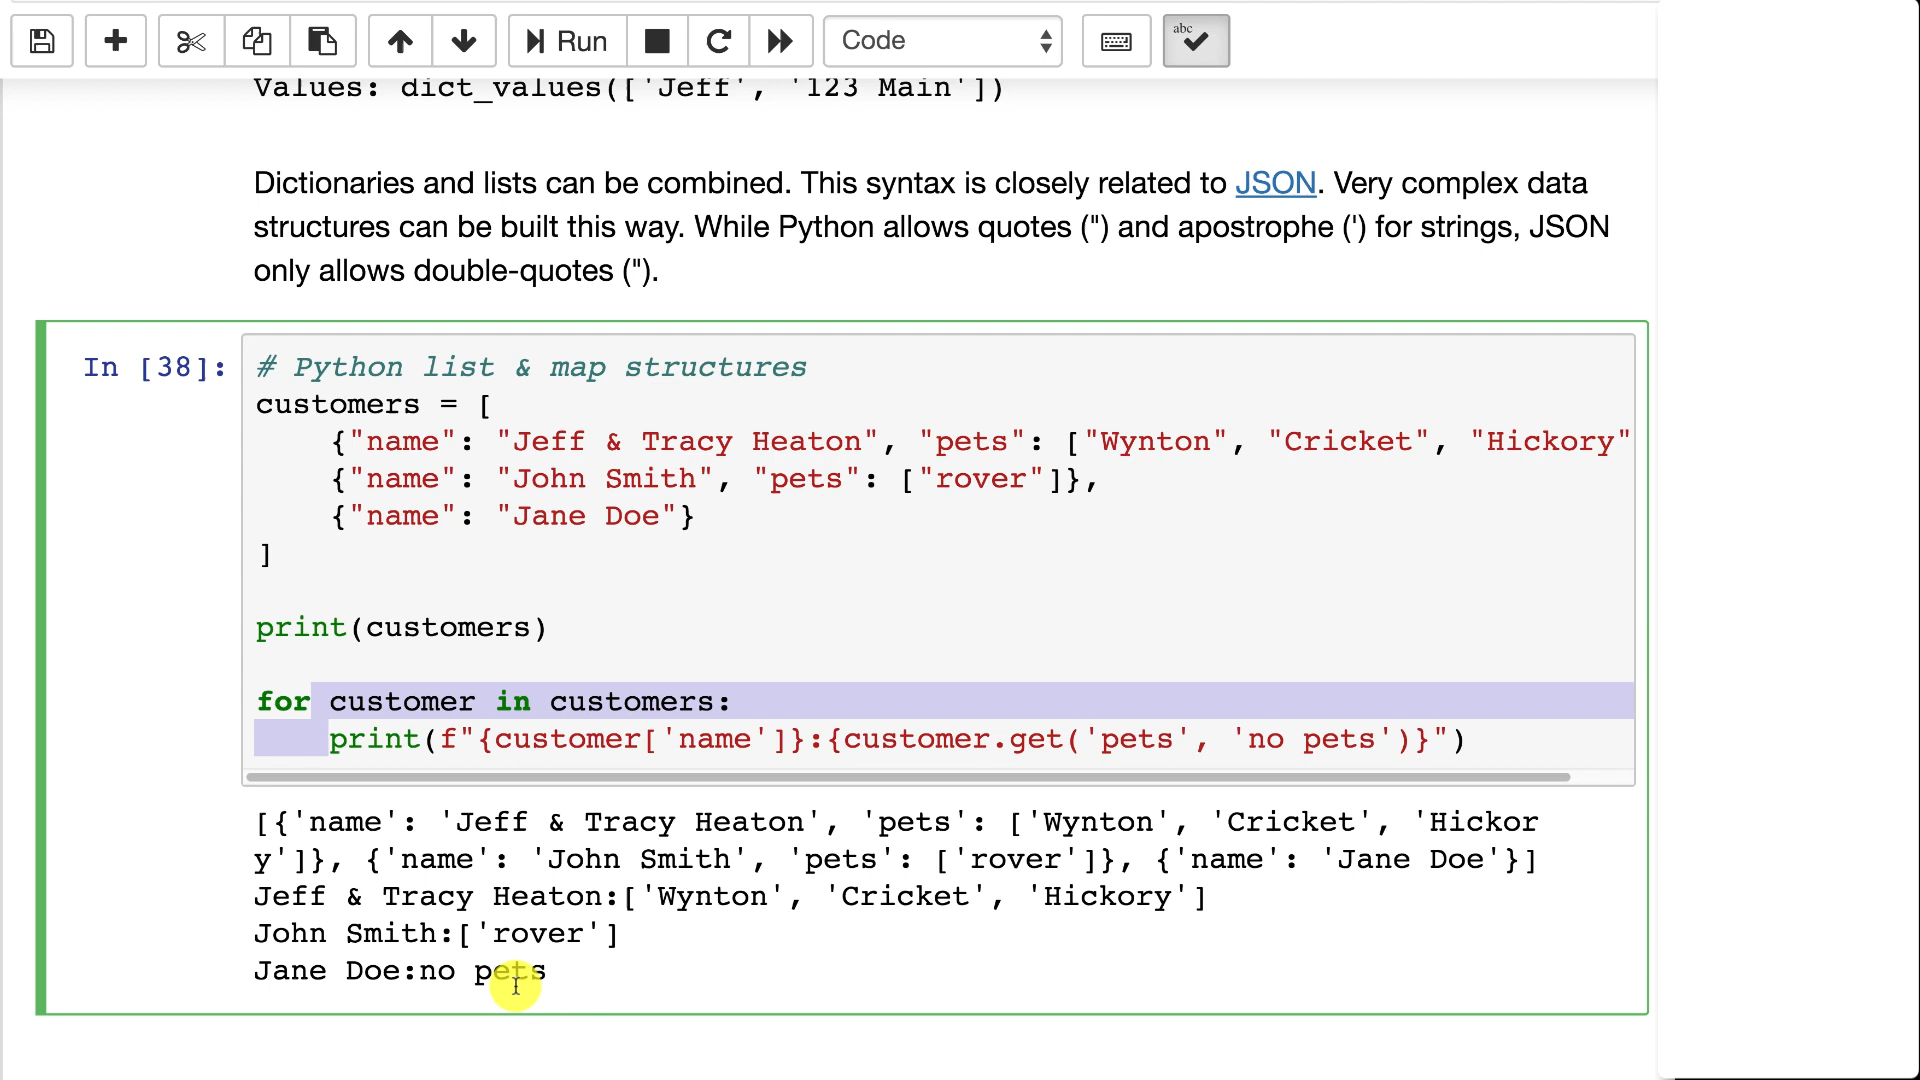 Run
Code
abc
Values: dict_values(['Jeff', '123 Main'])
Dictionaries and lists can be combined. This syntax is closely related to JSON. Very complex data
structures can be built this way. While Python allows quotes (") and apostrophe (') for strings, JSON
only allows double-quotes (").
In [38]:
# Python list & map structures
customers = [
    {"name": "Jeff & Tracy Heaton", "pets": ["Wynton", "Cricket", "Hickory"
    {"name": "John Smith", "pets": ["rover"]},
    {"name": "Jane Doe"}
]
print(customers)
for customer in customers:
    print(f"{customer['name']}:{customer.get('pets', 'no pets')}")
[{'name': 'Jeff & Tracy Heaton', 'pets': ['Wynton', 'Cricket', 'Hickor
y']}, {'name': 'John Smith', 'pets': ['rover']}, {'name': 'Jane Doe'}]
Jeff & Tracy Heaton:['Wynton', 'Cricket', 'Hickory']
John Smith:['rover']
Jane Doe:no pets